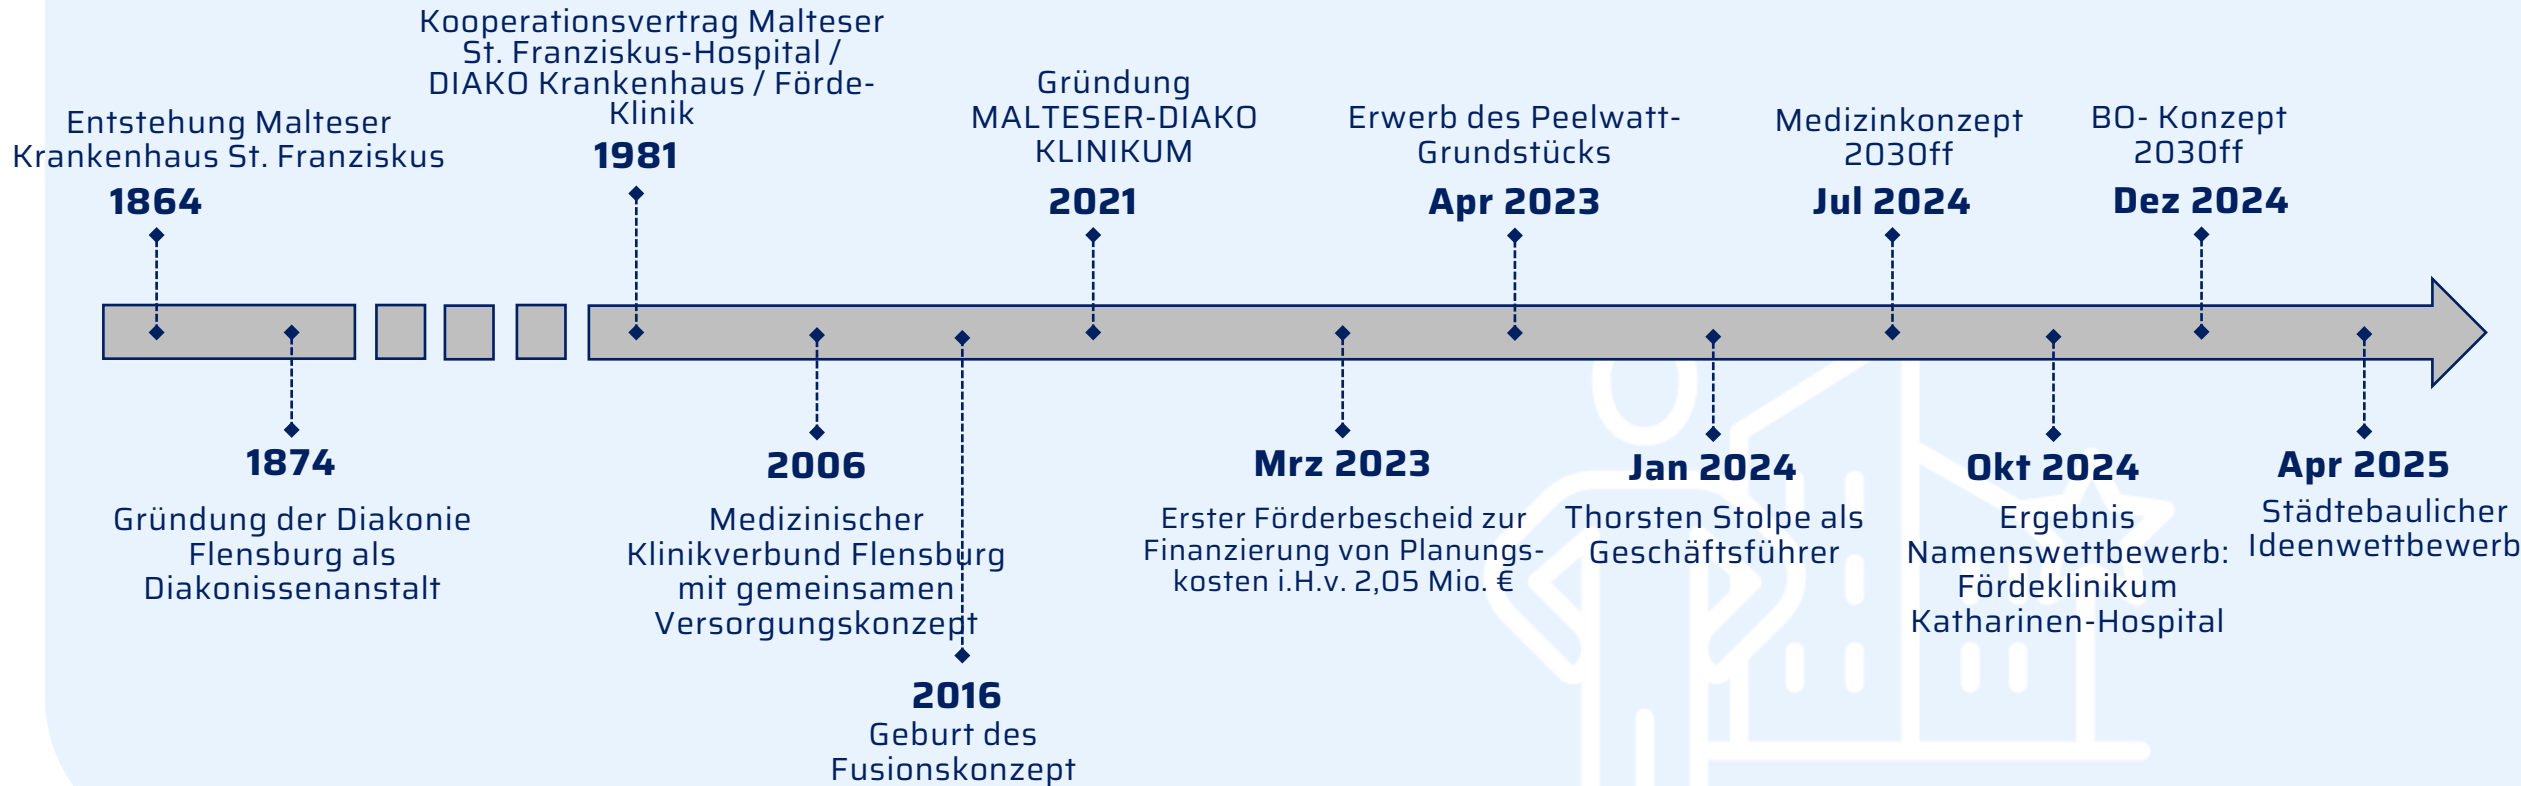 Entstehung Malteser
Krankenhaus St. Franziskus
1864
Kooperationsvertrag Malteser
St. Franziskus-Hospital /
DIAKO Krankenhaus / Förde-
Klinik
1981
Gründung
MALTESER-DIAKO
KLINIKUM
2021
Erwerb des Peelwatt-
Grundstücks
Apr 2023
Medizinkonzept
2030ff
Jul 2024
BO- Konzept
2030ff
Dez 2024
1874
Gründung der Diakonie
Flensburg als
Diakonissenanstalt
2006
Medizinischer
Klinikverbund Flensburg
mit gemeinsamen
Versorgungskonzept
2016
Geburt des
Fusionskonzept
Mrz 2023
Erster Förderbescheid zur
Finanzierung von Planungs-
kosten i.H.v. 2,05 Mio. €
Jan 2024
Thorsten Stolpe als
Geschäftsführer
Okt 2024
Ergebnis
Namenswettbewerb:
Fördeklinikum
Katharinen-Hospital
Apr 2025
Städtebaulicher
Ideenwettbewerb